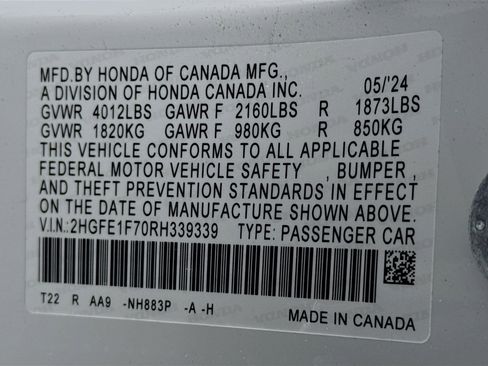 MFD.BY HONDA OF CANADA MFG.,
A DIVISION OF HONDA CANADA INC. 05/'24
GVWR 4012LBS GAWR F 2160LBS R 1873LBS
GVWR 1820KG GAWR F 980KG R 850KG
THIS VEHICLE CONFORMS TO ALL APPLICABLE
FEDERAL MOTOR VEHICLE SAFETY , BUMPER ,
AND THEFT PREVENTION STANDARDS IN EFFECT
ON THE DATE OF MANUFACTURE SHOWN ABOVE.
V.I.N.:2HGFE1F70RH339339 TYPE: PASSENGER CAR
T22 R AA9 -NH883P -A -H
MADE IN CANADA